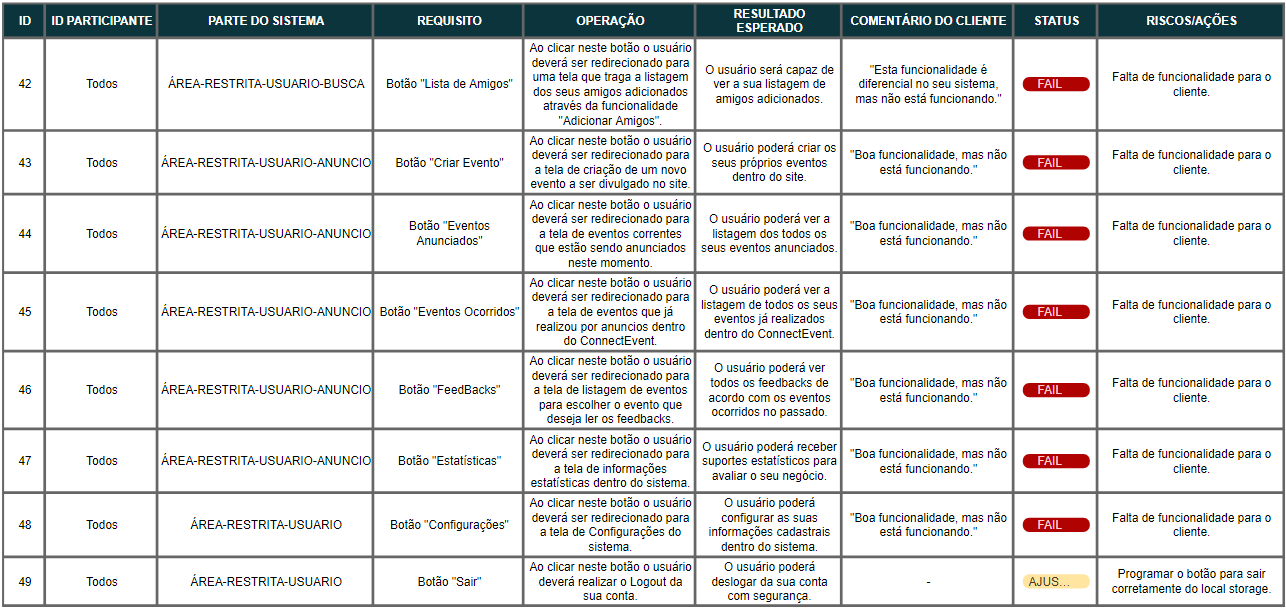 ID
ID PARTICIPANTE
PARTE DO SISTEMA
REQUISITO
OPERAÇÃO
RESULTADO
ESPERADO
COMENTÁRIO DO CLIENTE
STATUS
RISCOS/AÇÕES
42
Todos
ÁREA-RESTRITA-USUARIO-BUSCA
Botão "Lista de Amigos"
Ao clicar neste botão o usuário
deverá ser redirecionado para
uma tela que traga a listagem
dos seus amigos adicionados
através da funcionalidade
"Adicionar Amigos".
O usuário será capaz de
ver a sua listagem de
amigos adicionados.
"Esta funcionalidade é
diferencial no seu sistema,
mas não está funcionando."
FAIL
Falta de funcionalidade para o
cliente.
43
Todos
ÁREA-RESTRITA-USUARIO-ANUNCIO
Botão "Criar Evento"
Ao clicar neste botão o usuário
deverá ser redirecionado para
a tela de criação de um novo
evento a ser divulgado no site.
O usuário poderá criar os
seus próprios eventos
dentro do site.
"Boa funcionalidade, mas não
está funcionando."
FAIL
Falta de funcionalidade para o
cliente.
44
Todos
ÁREA-RESTRITA-USUARIO-ANUNCIO
Botão "Eventos
Anunciados"
Ao clicar neste botão o usuário
deverá ser redirecionado para
a tela de eventos correntes
que estão sendo anunciados
neste momento.
O usuário poderá ver a
listagem dos todos os
seus eventos anunciados.
"Boa funcionalidade, mas não
está funcionando."
FAIL
Falta de funcionalidade para o
cliente.
45
Todos
ÁREA-RESTRITA-USUARIO-ANUNCIO
Botão "Eventos Ocorridos"
Ao clicar neste botão o usuário
deverá ser redirecionado para
a tela de eventos que já
realizou por anuncios dentro
do ConnectEvent.
O usuário poderá ver a
listagem de todos os seus
eventos já realizados
dentro do ConnectEvent.
"Boa funcionalidade, mas não
está funcionando."
FAIL
Falta de funcionalidade para o
cliente.
46
Todos
ÁREA-RESTRITA-USUARIO-ANUNCIO
Botão "FeedBacks"
Ao clicar neste botão o usuário
deverá ser redirecionado para
a tela de listagem de eventos
para escolher o evento que
deseja ler os feedbacks.
O usuário poderá ver
todos os feedbacks de
acordo com os eventos
ocorridos no passado.
"Boa funcionalidade, mas não
está funcionando."
FAIL
Falta de funcionalidade para o
cliente.
47
Todos
ÁREA-RESTRITA-USUARIO-ANUNCIO
Botão "Estatísticas"
Ao clicar neste botão o usuário
deverá ser redirecionado para
a tela de informações
estatísticas dentro do sistema.
O usuário poderá receber
suportes estatísticos para
avaliar o seu negócio.
"Boa funcionalidade, mas não
está funcionando."
FAIL
Falta de funcionalidade para o
cliente.
48
Todos
ÁREA-RESTRITA-USUARIO
Botão "Configurações"
Ao clicar neste botão o usuário
deverá ser redirecionado para
a tela de Configurações do
sistema.
O usuário poderá
configurar as suas
informações cadastrais
dentro do sistema.
"Boa funcionalidade, mas não
está funcionando."
FAIL
Falta de funcionalidade para o
cliente.
49
Todos
ÁREA-RESTRITA-USUARIO
Botão "Sair"
Ao clicar neste botão o usuário
deverá realizar o Logout da
sua conta.
O usuário poderá
deslogar da sua conta
com segurança.
-
AJUS...
Programar o botão para sair
corretamente do local storage.